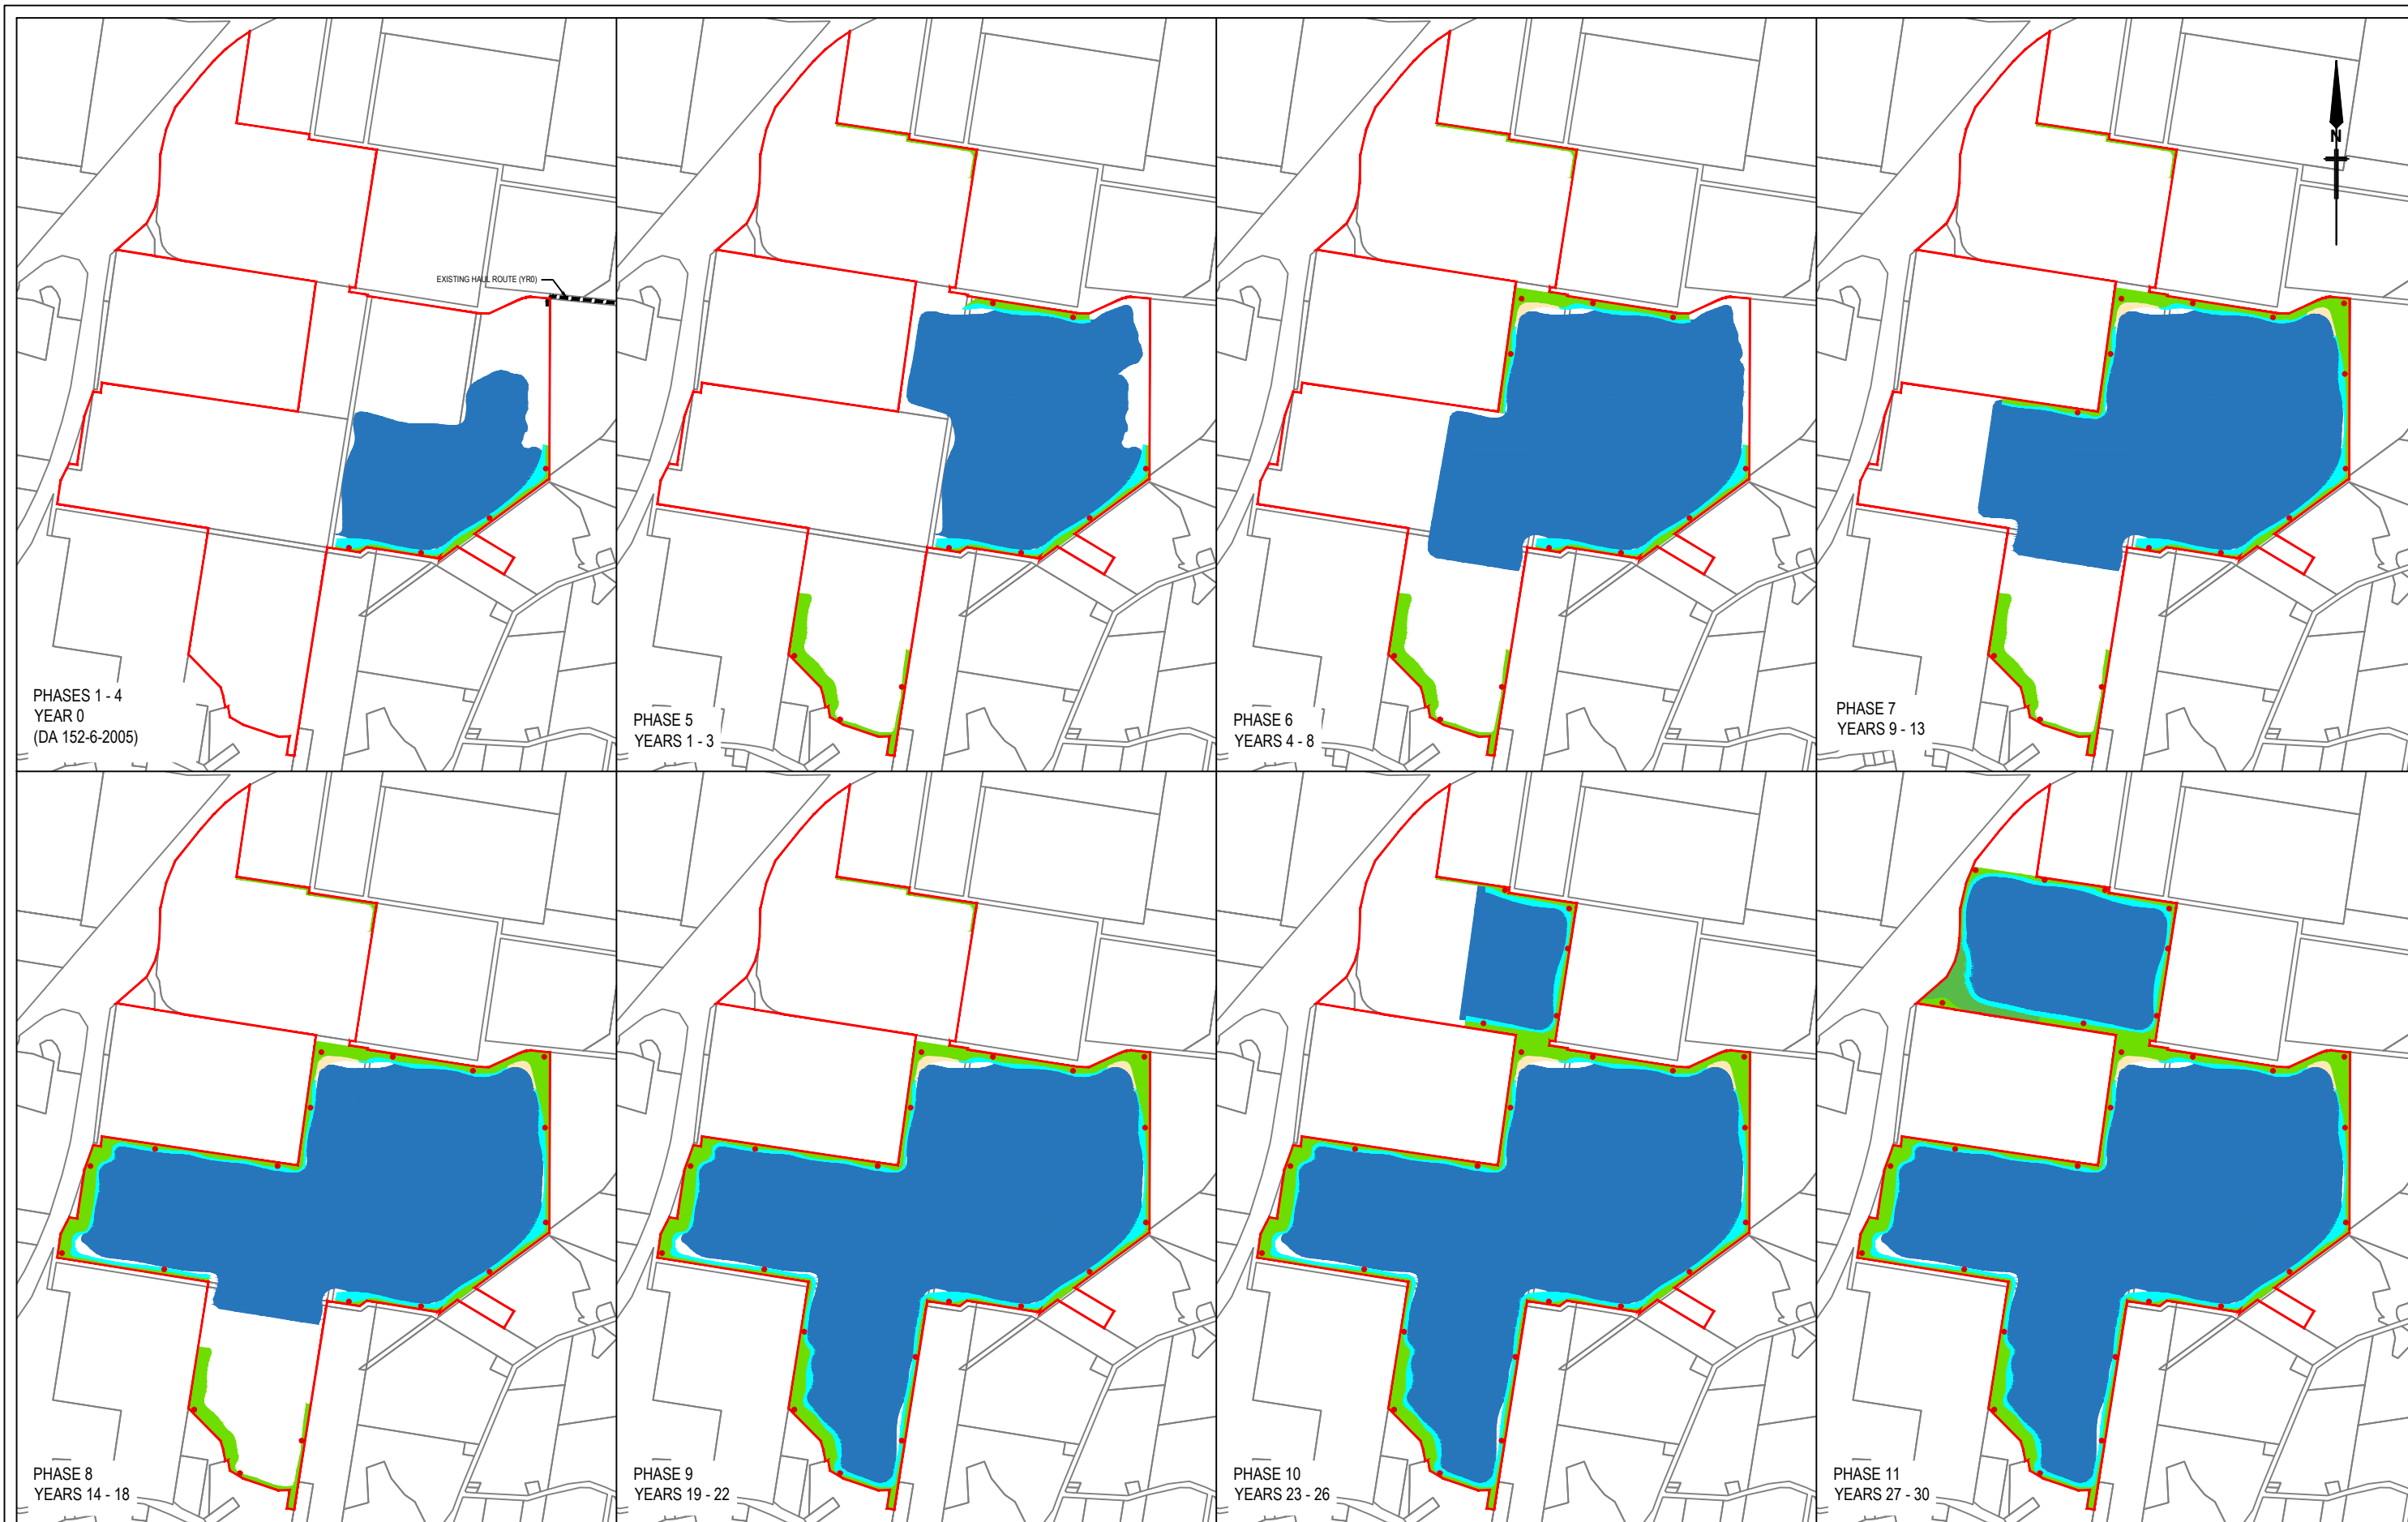 EXISTING HAUL ROUTE (YR0)
N
PHASES 1 - 4
YEAR 0
(DA 152-6-2005)
PHASE 5
YEARS 1 - 3
PHASE 6
YEARS 4 - 8
PHASE 7
YEARS 9 - 13
PHASE 8
YEARS 14 - 18
PHASE 9
YEARS 19 - 22
PHASE 10
YEARS 23 - 26
PHASE 11
YEARS 27 - 30